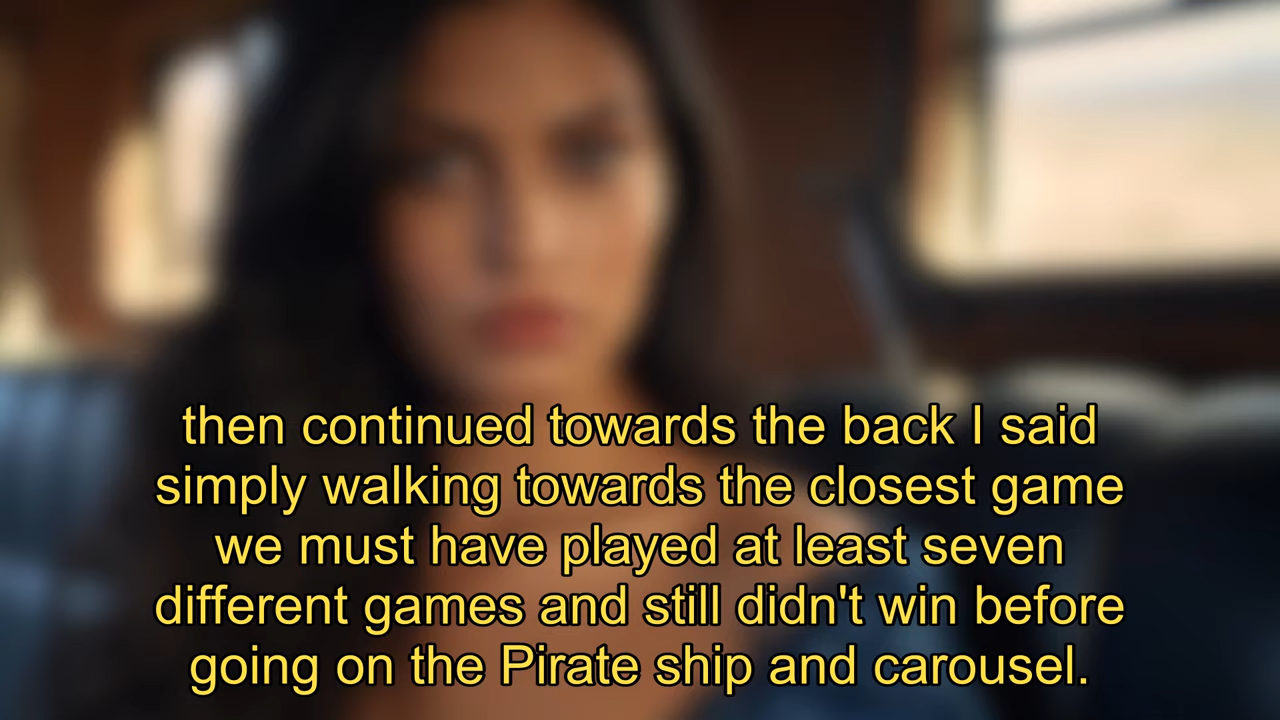 then continued towards the back I said
simply walking towards the closest game
we must have played at least seven
different games and still didn't win before
going on the Pirate ship and carousel.